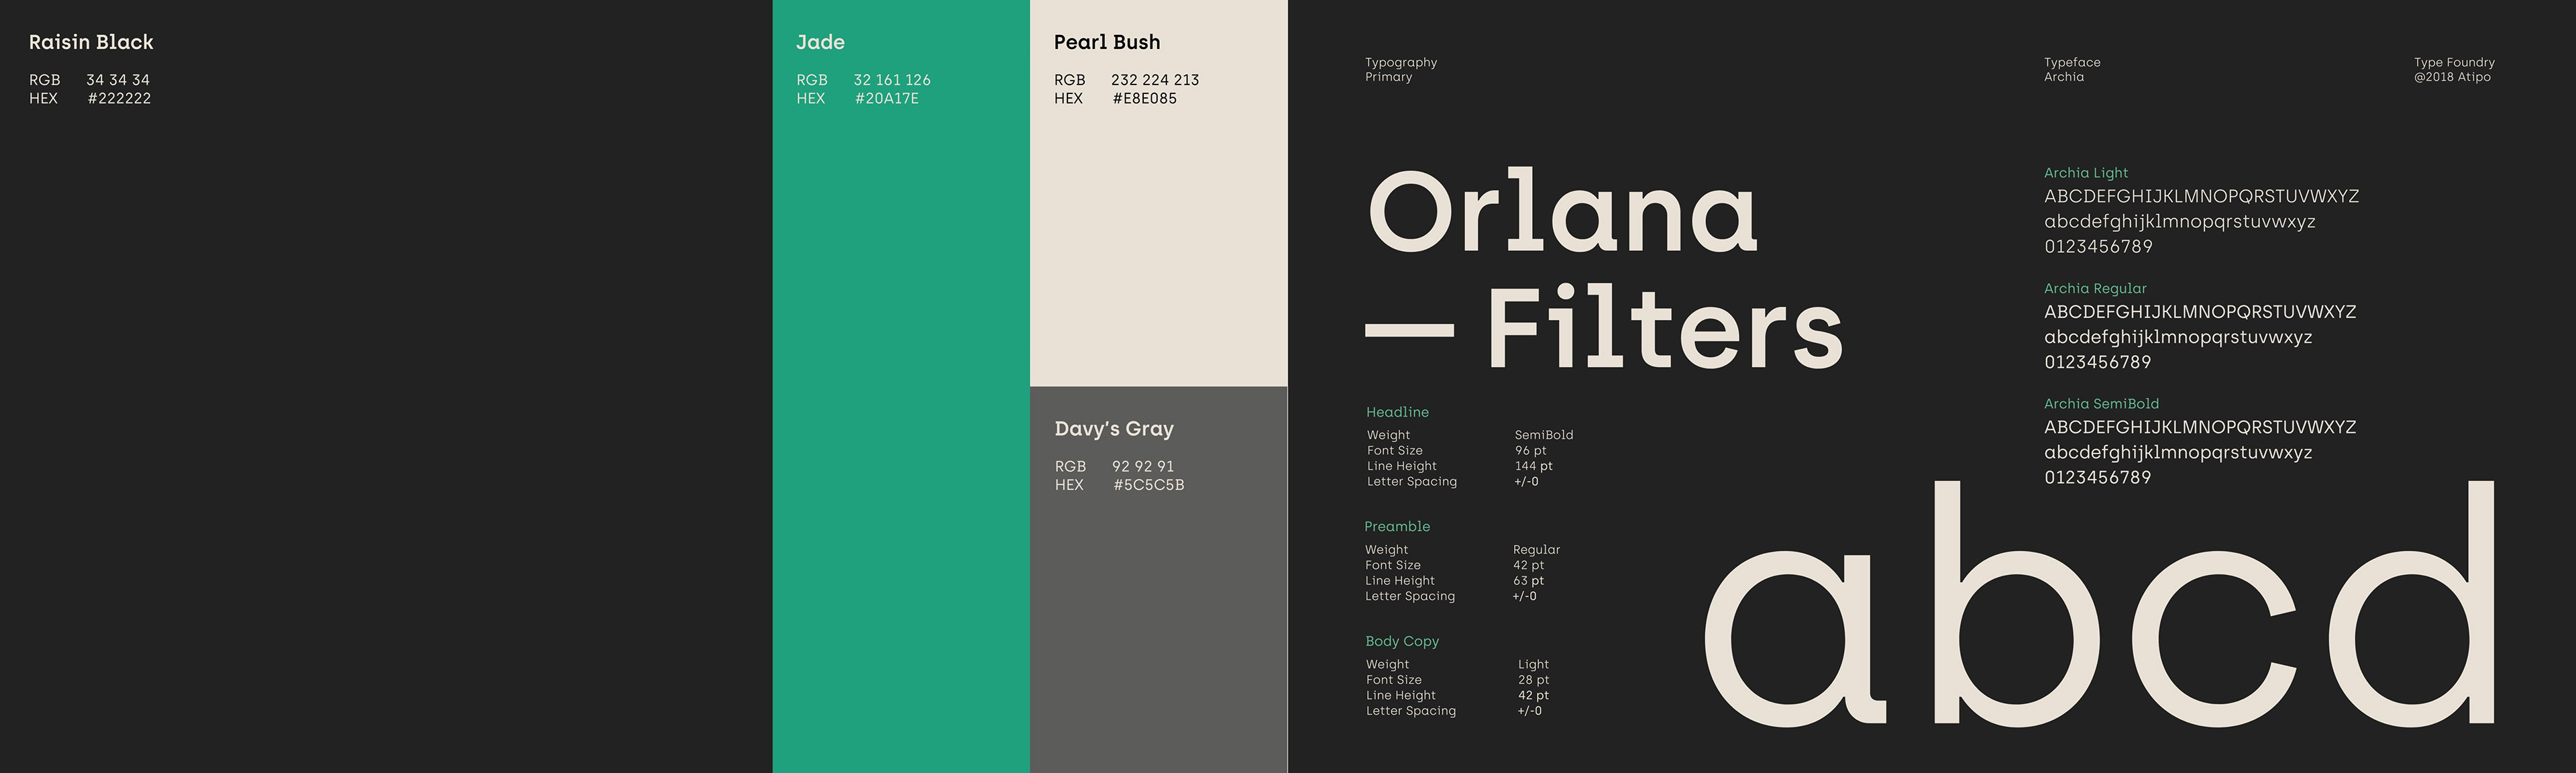 Raisin Black
RGB 34 34 34
HEX #222222
Jade
RGB 32 161 126
HEX #20A17E
Pearl Bush
RGB 232 224 213
HEX #E8E085
Davy's Gray
RGB 92 92 91
HEX #5C5C5B
Typography
Primary
Typeface
Archia
Type Foundry
@2018 Atipo
Orlana
— Filters
Headline
Weight SemiBold
Font Size 96 pt
Line Height 144 pt
Letter Spacing +/-0
Preamble
Weight Regular
Font Size 42 pt
Line Height 63 pt
Letter Spacing +/-0
Body Copy
Weight Light
Font Size 28 pt
Line Height 42 pt
Letter Spacing +/-0
Archia Light
ABCDEFGHIJKLMNOPQRSTUVWXYZ
abcdefghijklmnopqrstuvwxyz
0123456789
Archia Regular
ABCDEFGHIJKLMNOPQRSTUVWXYZ
abcdefghijklmnopqrstuvwxyz
0123456789
Archia SemiBold
ABCDEFGHIJKLMNOPQRSTUVWXYZ
abcdefghijklmnopqrstuvwxyz
0123456789
abcd